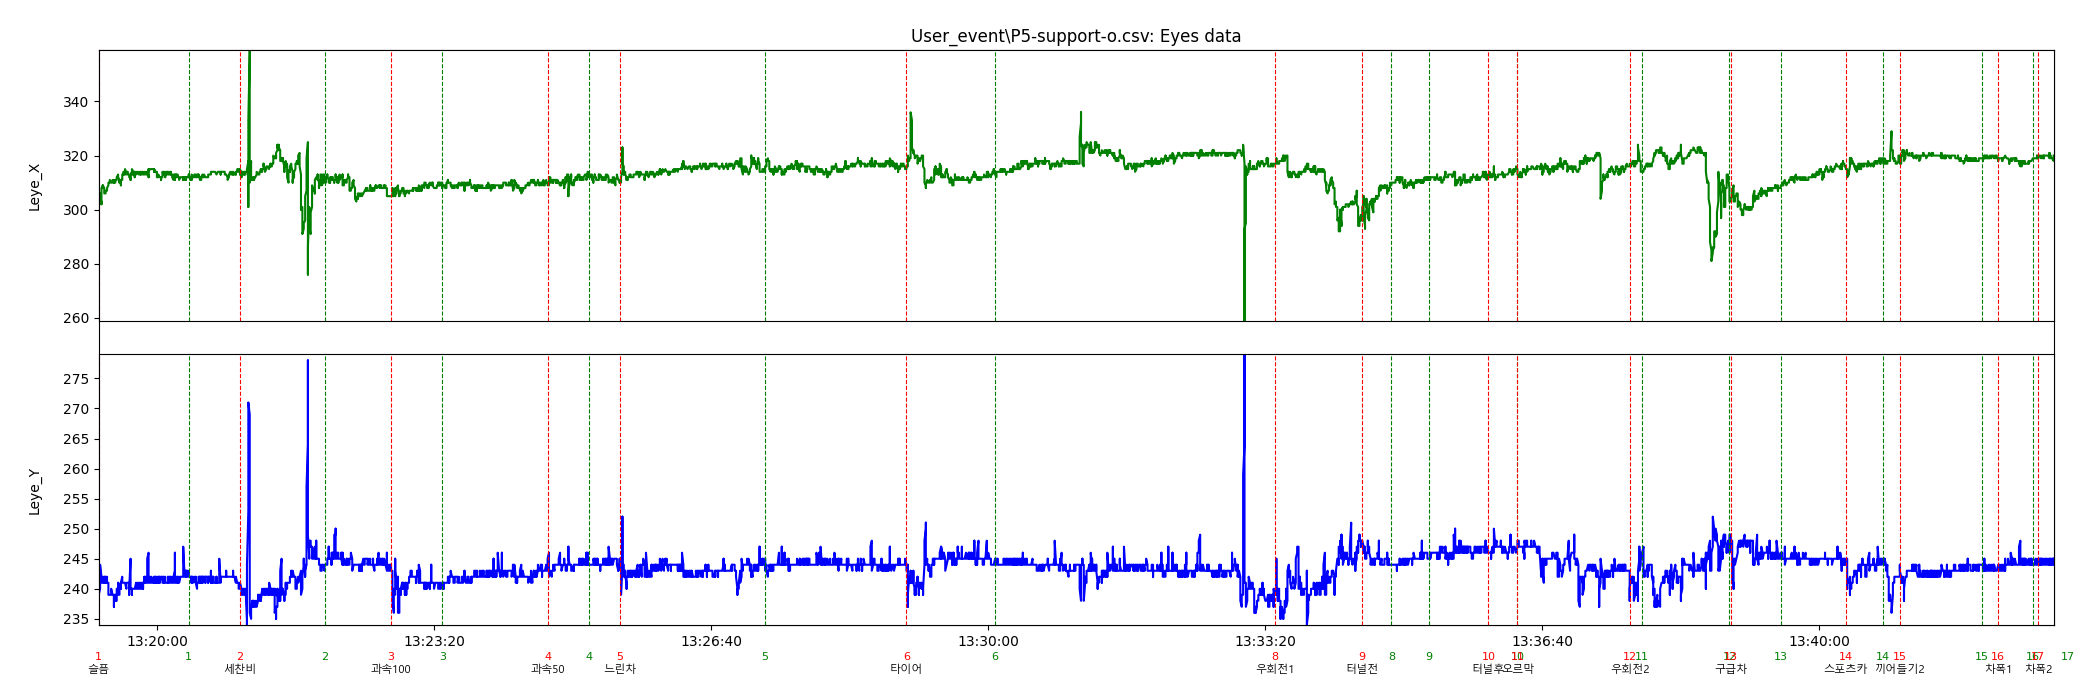 User_event\P5-support-o.csv: Eyes data
Leye_X
340
320
300
280
260
Leye_Y
275
270
265
260
255
250
245
240
235
13:20:00 13:23:20 13:26:40 13:30:00 13:33:20 13:36:40 13:40:00
1 1 2 2 3 3 4 4 5 5 6 6 8 9 8 9 10 11 10 12 11 13 12 13 14 14 15 15 16 17 16 17
슬픔 세찬비 과속100 과속50 느린차 타이어 우회전1 터널전 터널후 오르막 우회전2 구급차 스포츠카 끼어들기2 차폭1 차폭2